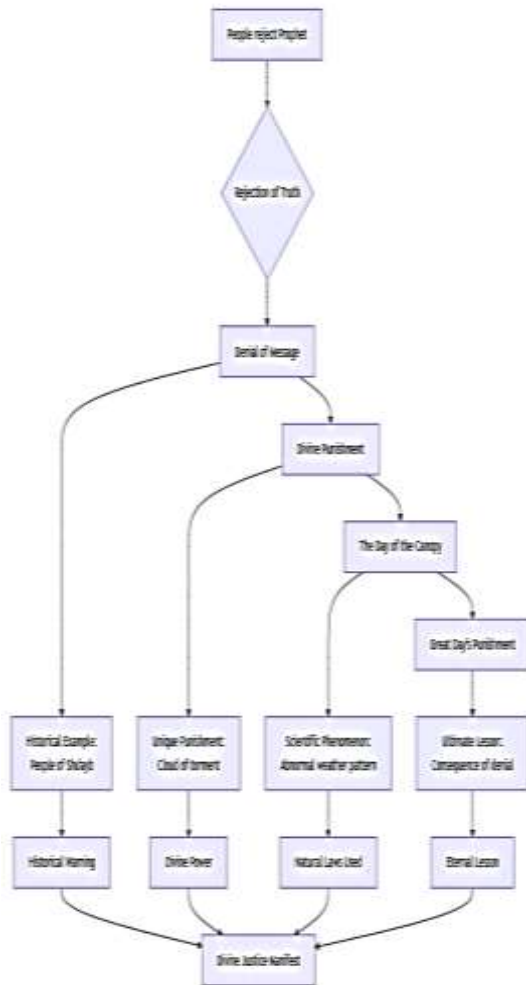 People reject Prophet
Rejection of Truth
Denial of Message
Divine Punishment
The Day of the Canopy
Great Day's Punishment
Historical Example:
People of Shuayb
Unique Punishment:
Cloud of torment
Scientific Phenomenon:
Abnormal weather pattern
Ultimate Lesson:
Consequence of denial
Historical Warning
Divine Power
Natural Laws Used
Eternal Lesson
Divine Justice Manifest